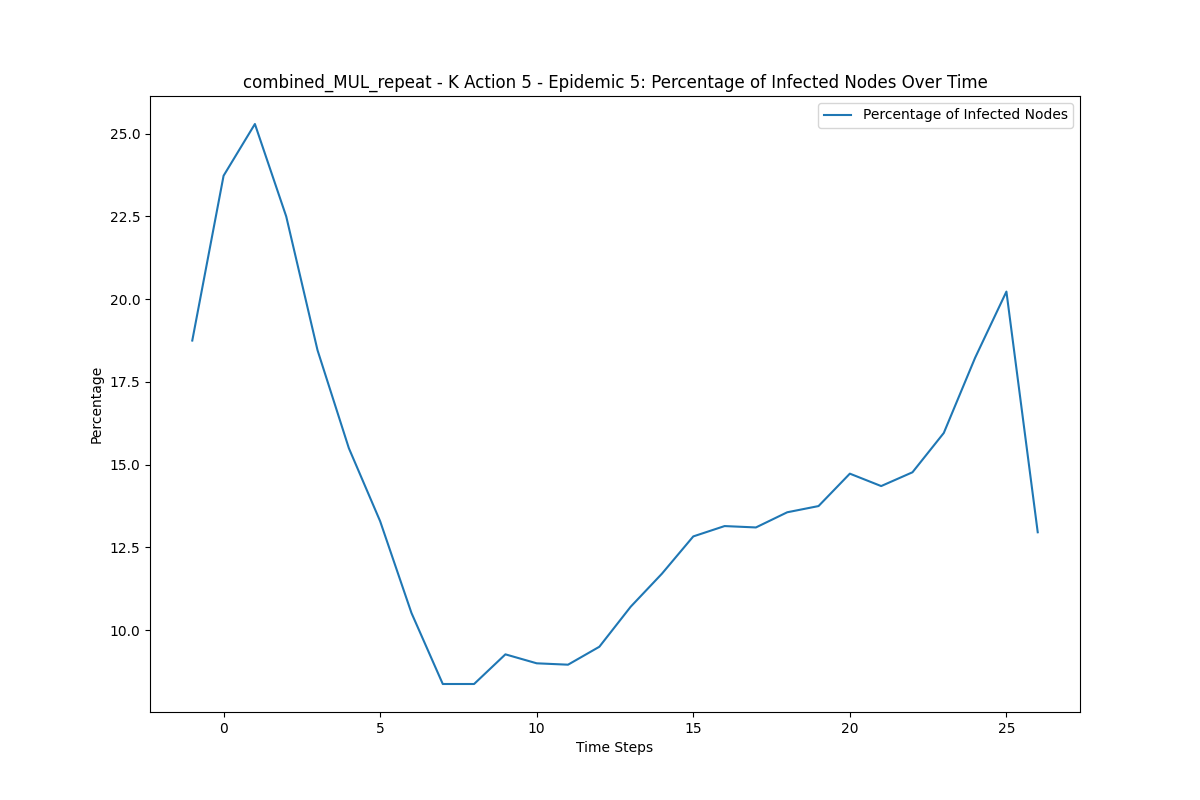 combined_MUL_repeat - K Action 5 - Epidemic 5: Percentage of Infected Nodes Over Time
Percentage of Infected Nodes
25.0
22.5
20.0
17.5
15.0
12.5
10.0
Percentage
0 5 10 15 20 25
Time Steps